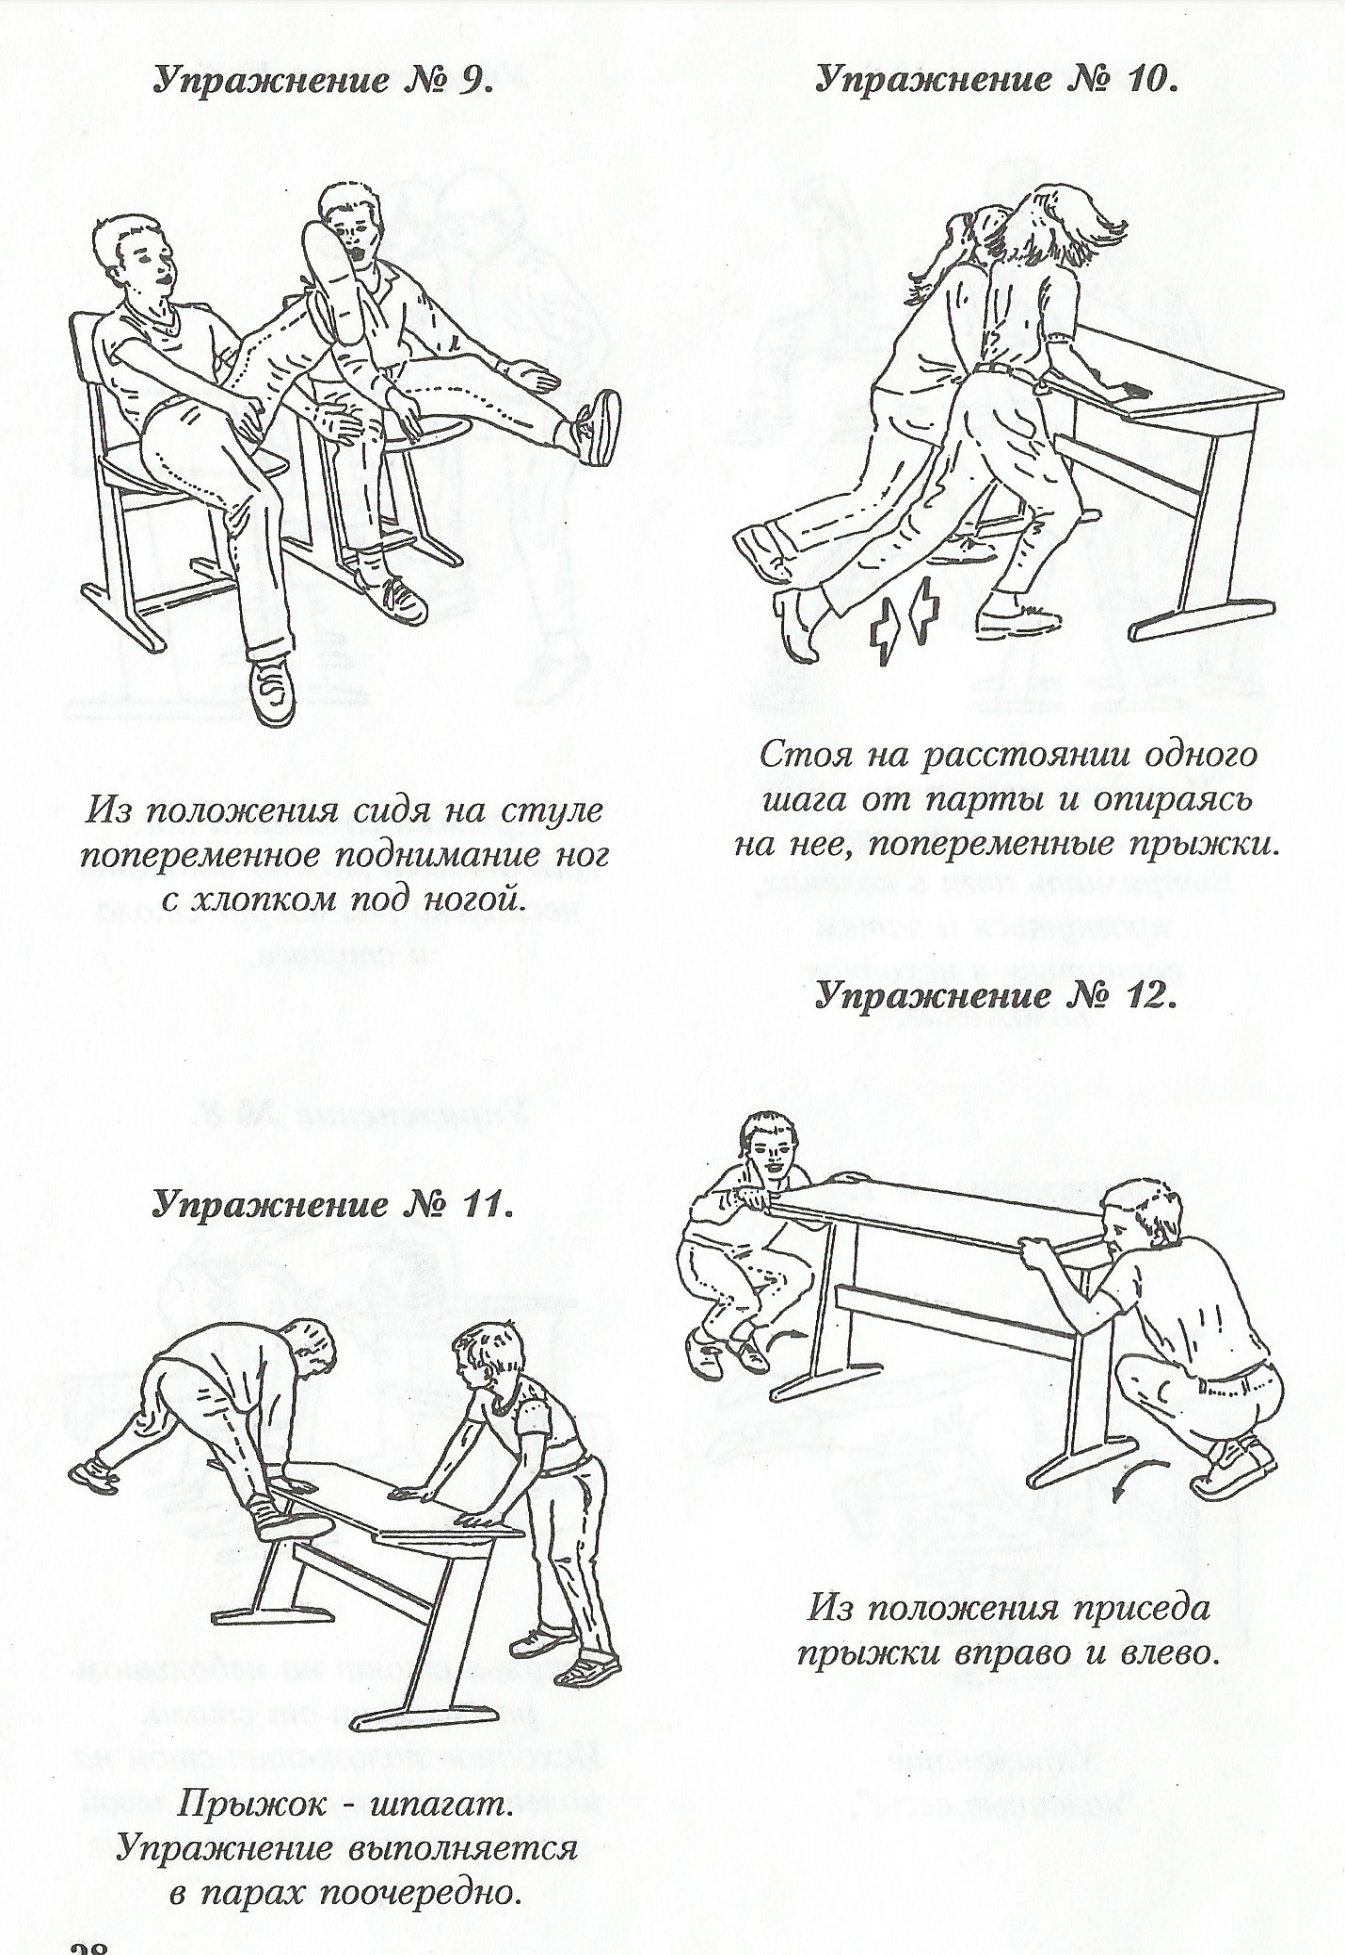 Упражнение № 9.
Из положения сидя на стуле
попеременное поднимание ног
с хлопком под ногой.
Упражнение № 10.
Стоя на расстоянии одного
шага от парты и опираясь
на нее, попеременные прыжки.
Упражнение № 11.
Прыжок - шпагат.
Упражнение выполняется
в парах поочередно.
Упражнение № 12.
Из положения приседа
прыжки вправо и влево.